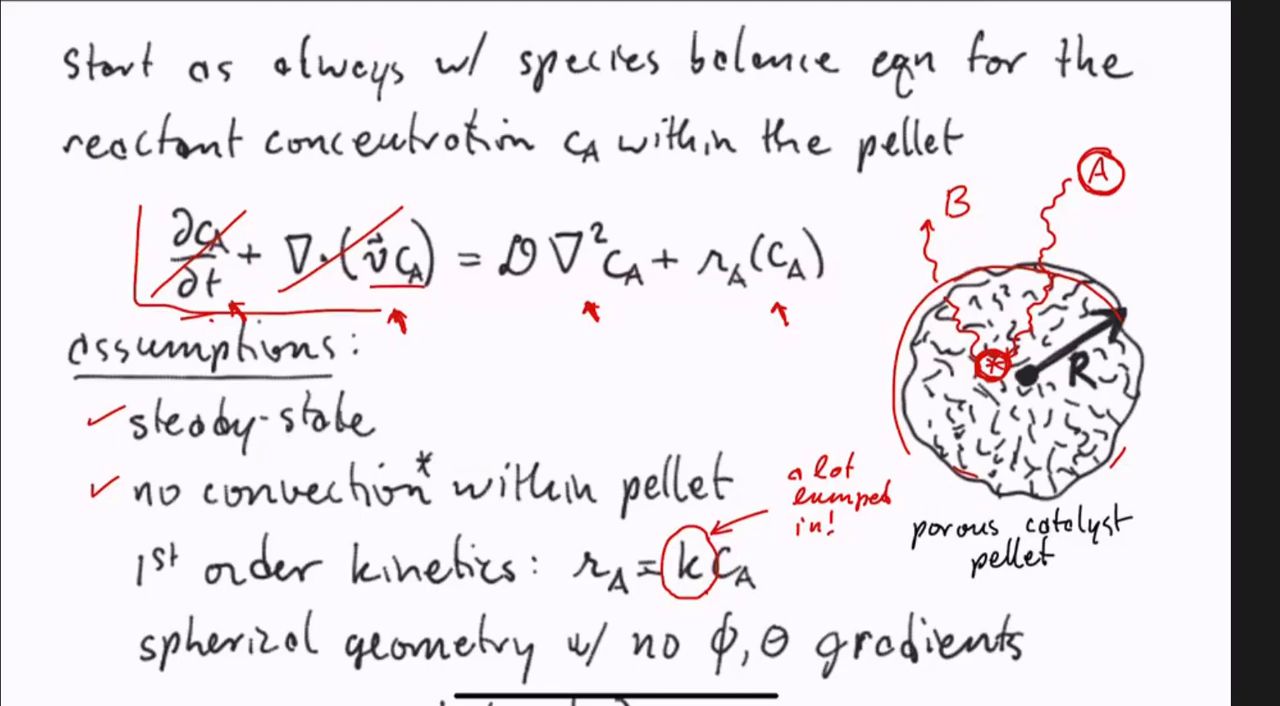 start as always w/ species balance eqn for the
reactant concentration cA within the pellet
∂cA/∂t + ∇·(v⃗ cA) = 𝒟∇²cA + rA(cA)
A
B
*
R
assumptions:
steady-state
no convection* within pellet
a lot
lumped
in!
1st order kinetics: rA = kcA
porous catalyst
pellet
spherical geometry w/ no ϕ, θ gradients